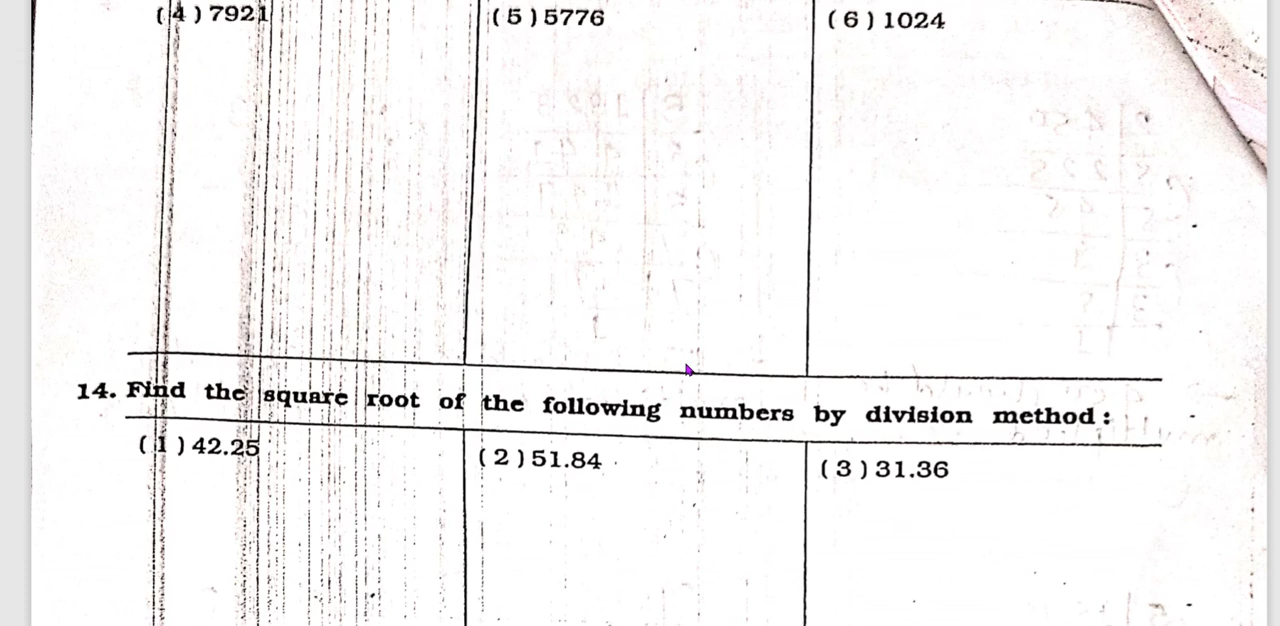 (4) 7921 (5) 5776 (6) 1024
14. Find the square root of the following numbers by division method :
(1) 42.25 (2) 51.84 (3) 31.36